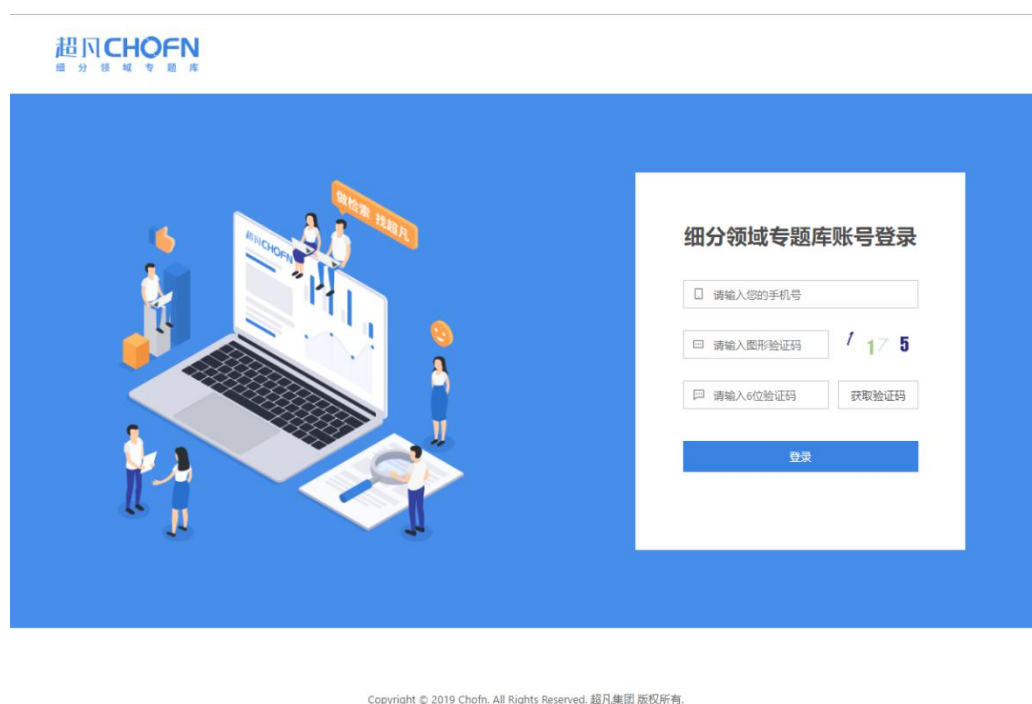 超凡CHOFN
细分领域专题库
做检索 找超凡
超凡CHOFN
细分领域专题库账号登录
请输入您的手机号
请输入图形验证码 1 1 7 5
请输入6位验证码 获取验证码
登录
Copyright © 2019 Chofn. All Rights Reserved. 超凡集团 版权所有.